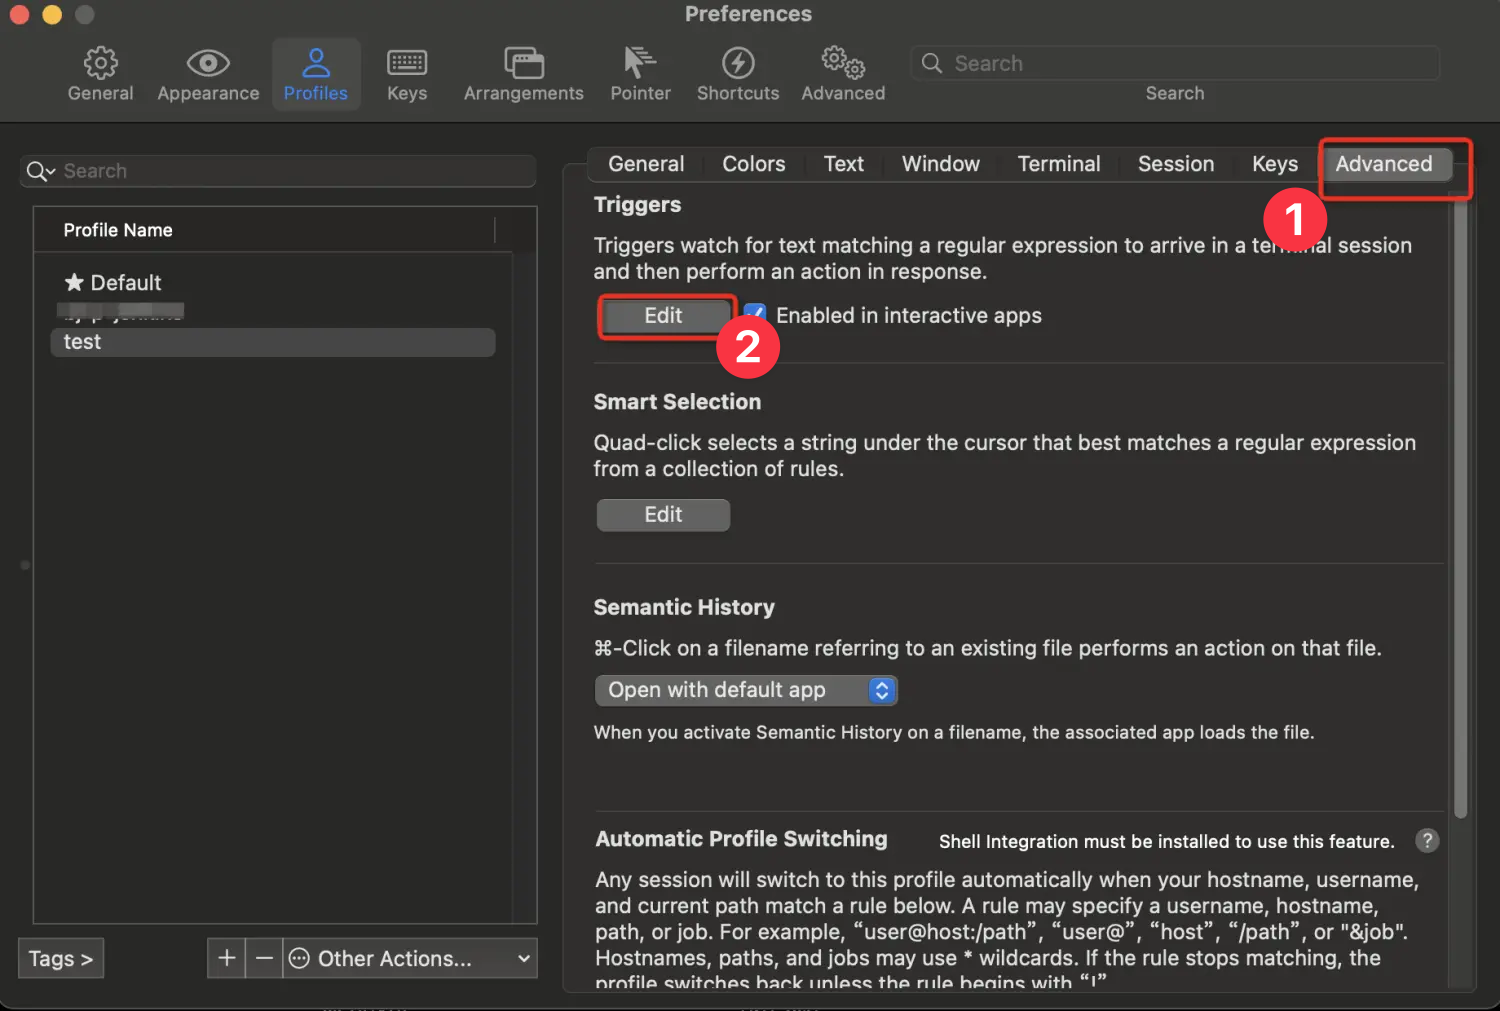 Preferences
General
Appearance
Profiles
Keys
Arrangements
Pointer
Shortcuts
Advanced
Search
Search
Search
Profile Name
★ Default
test
Tags >
+
−
Other Actions...
General
Colors
Text
Window
Terminal
Session
Keys
Advanced
1
Triggers
Triggers watch for text matching a regular expression to arrive in a session
and then perform an action in response.
Edit
Enabled in interactive apps
2
Smart Selection
Quad-click selects a string under the cursor that best matches a regular expression
from a collection of rules.
Edit
Semantic History
⌘-Click on a filename referring to an existing file performs an action on that file.
Open with default app
When you activate Semantic History on a filename, the associated app loads the file.
Automatic Profile Switching
Shell Integration must be installed to use this feature.
?
Any session will switch to this profile automatically when your hostname, username,
and current path match a rule below. A rule may specify a username, hostname,
path, or job. For example, “user@host:/path”, “user@”, “host”, “/path”, or "&job".
Hostnames, paths, and jobs may use * wildcards. If the rule stops matching, the
profile switches back unless the rule begins with “!”